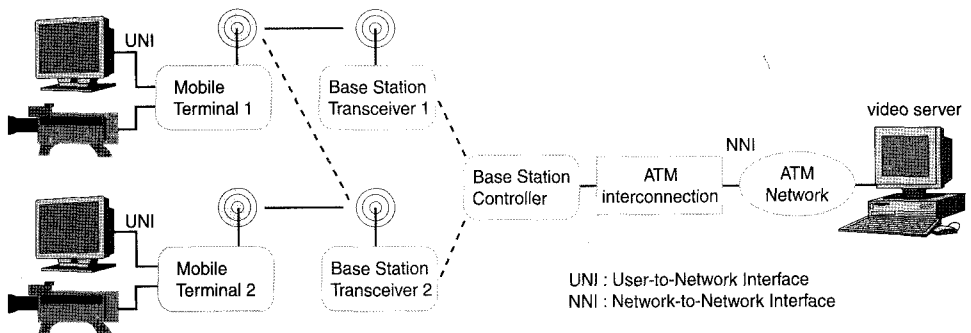 UNI
Mobile
Terminal 1
Base Station
Transceiver 1
video server
Base Station
Controller
ATM
interconnection
NNI
ATM
Network
UNI
Mobile
Terminal 2
Base Station
Transceiver 2
UNI : User-to-Network Interface
NNI : Network-to-Network Interface